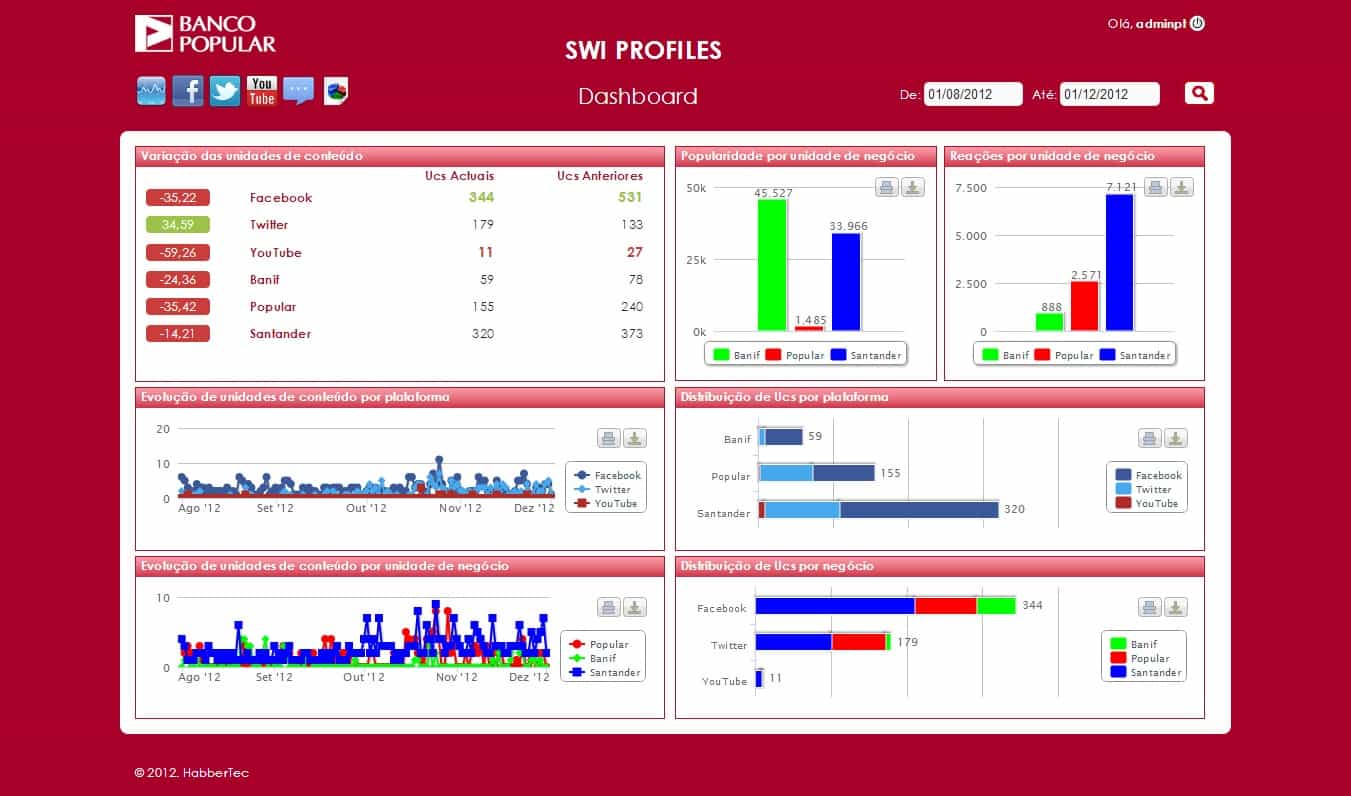 BANCO
POPULAR
Olá, adminpt
SWI PROFILES
You
Tube
Dashboard
De: 01/08/2012 Até: 01/12/2012
Variação das unidades de conteúdo
Ucs Actuais Ucs Anteriores
-35,22 Facebook 344 531
34,59 Twitter 179 133
-59,26 YouTube 11 27
-24,36 Banif 59 78
-35,42 Popular 155 240
-14,21 Santander 320 373
Popularidade por unidade de negócio
50k
45.527
33.966
25k
1.485
0k
Banif Popular Santander
Reações por unidade de negócio
7.500
7.121
5.000
2.571
2.500
888
0
Banif Popular Santander
Evolução de unidades de conteúdo por plataforma
20
10
0
Ago '12 Set '12 Out '12 Nov '12 Dez '12
Facebook
Twitter
YouTube
Distribuição de Ucs por plataforma
Banif 59
Popular 155
Santander 320
Facebook
Twitter
YouTube
Evolução de unidades de conteúdo por unidade de negócio
10
0
Ago '12 Set '12 Out '12 Nov '12 Dez '12
Popular
Banif
Santander
Distribuição de Ucs por negócio
Facebook 344
Twitter 179
YouTube 11
Banif
Popular
Santander
© 2012. HabberTec